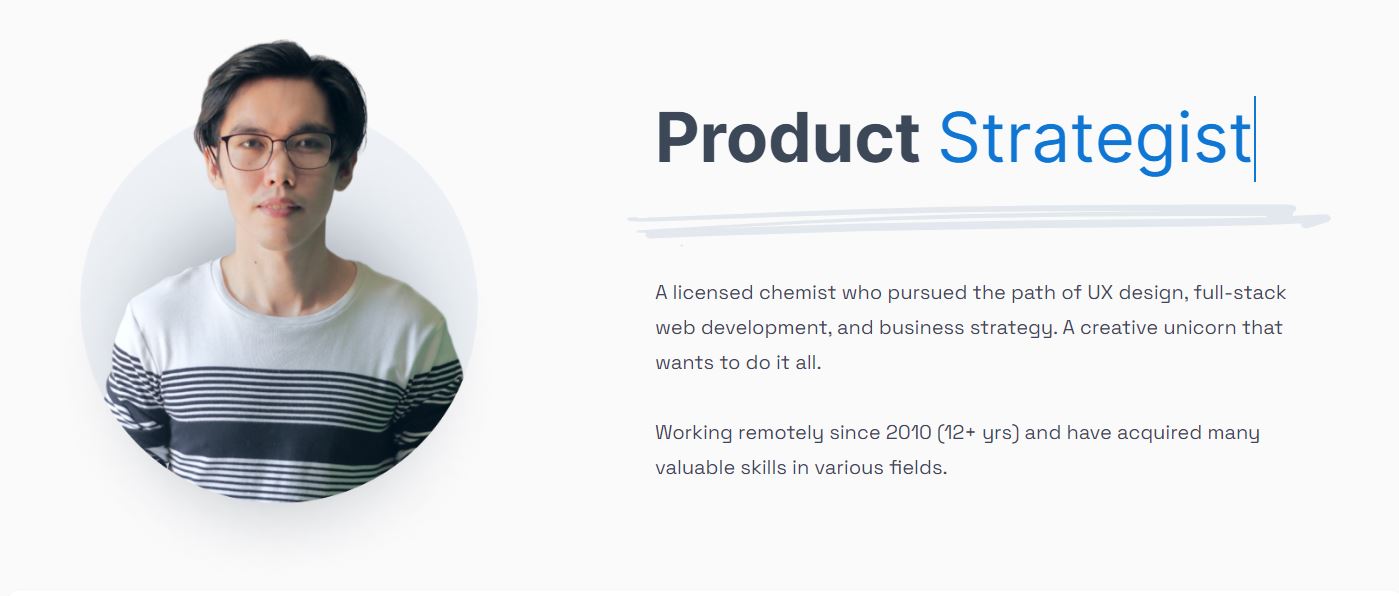 Product Strategist
A licensed chemist who pursued the path of UX design, full-stack
web development, and business strategy. A creative unicorn that
wants to do it all.
Working remotely since 2010 (12+ yrs) and have acquired many
valuable skills in various fields.